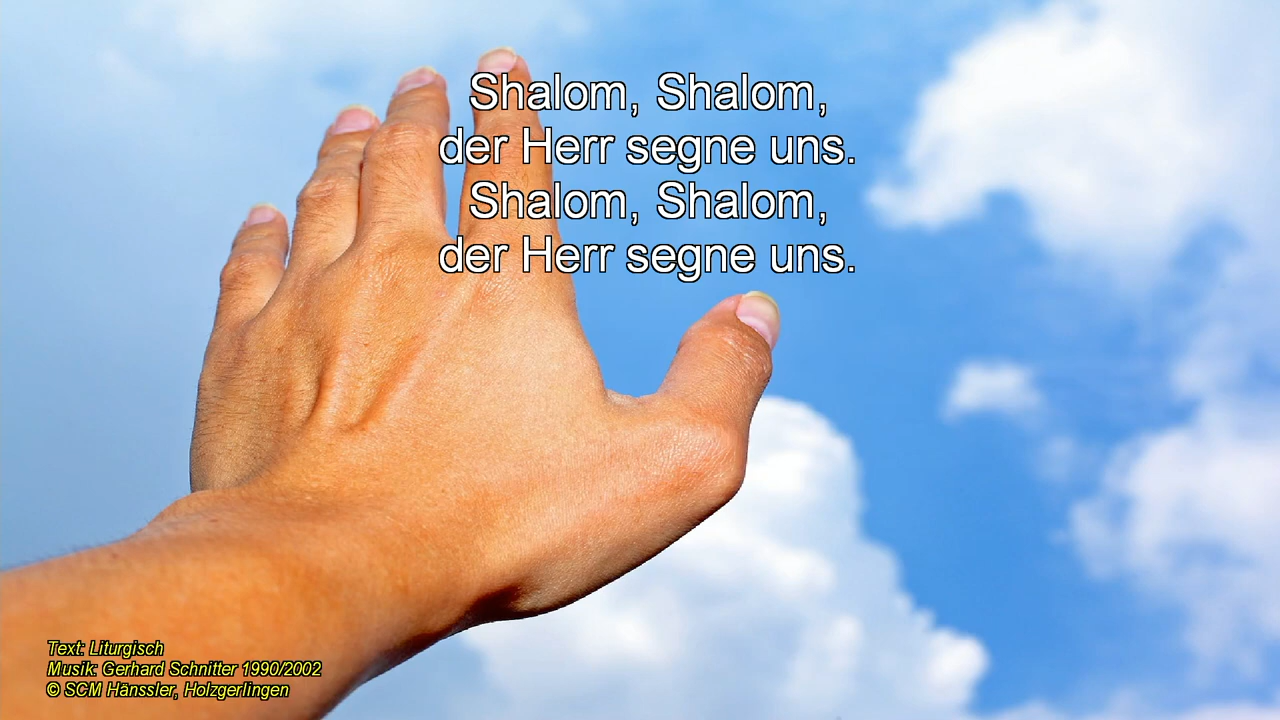 Shalom, Shalom,
der Herr segne uns.
Shalom, Shalom,
der Herr segne uns.
Text: Liturgisch
Musik: Gerhard Schnitter 1990/2002
© SCM Hänssler, Holzgerlingen